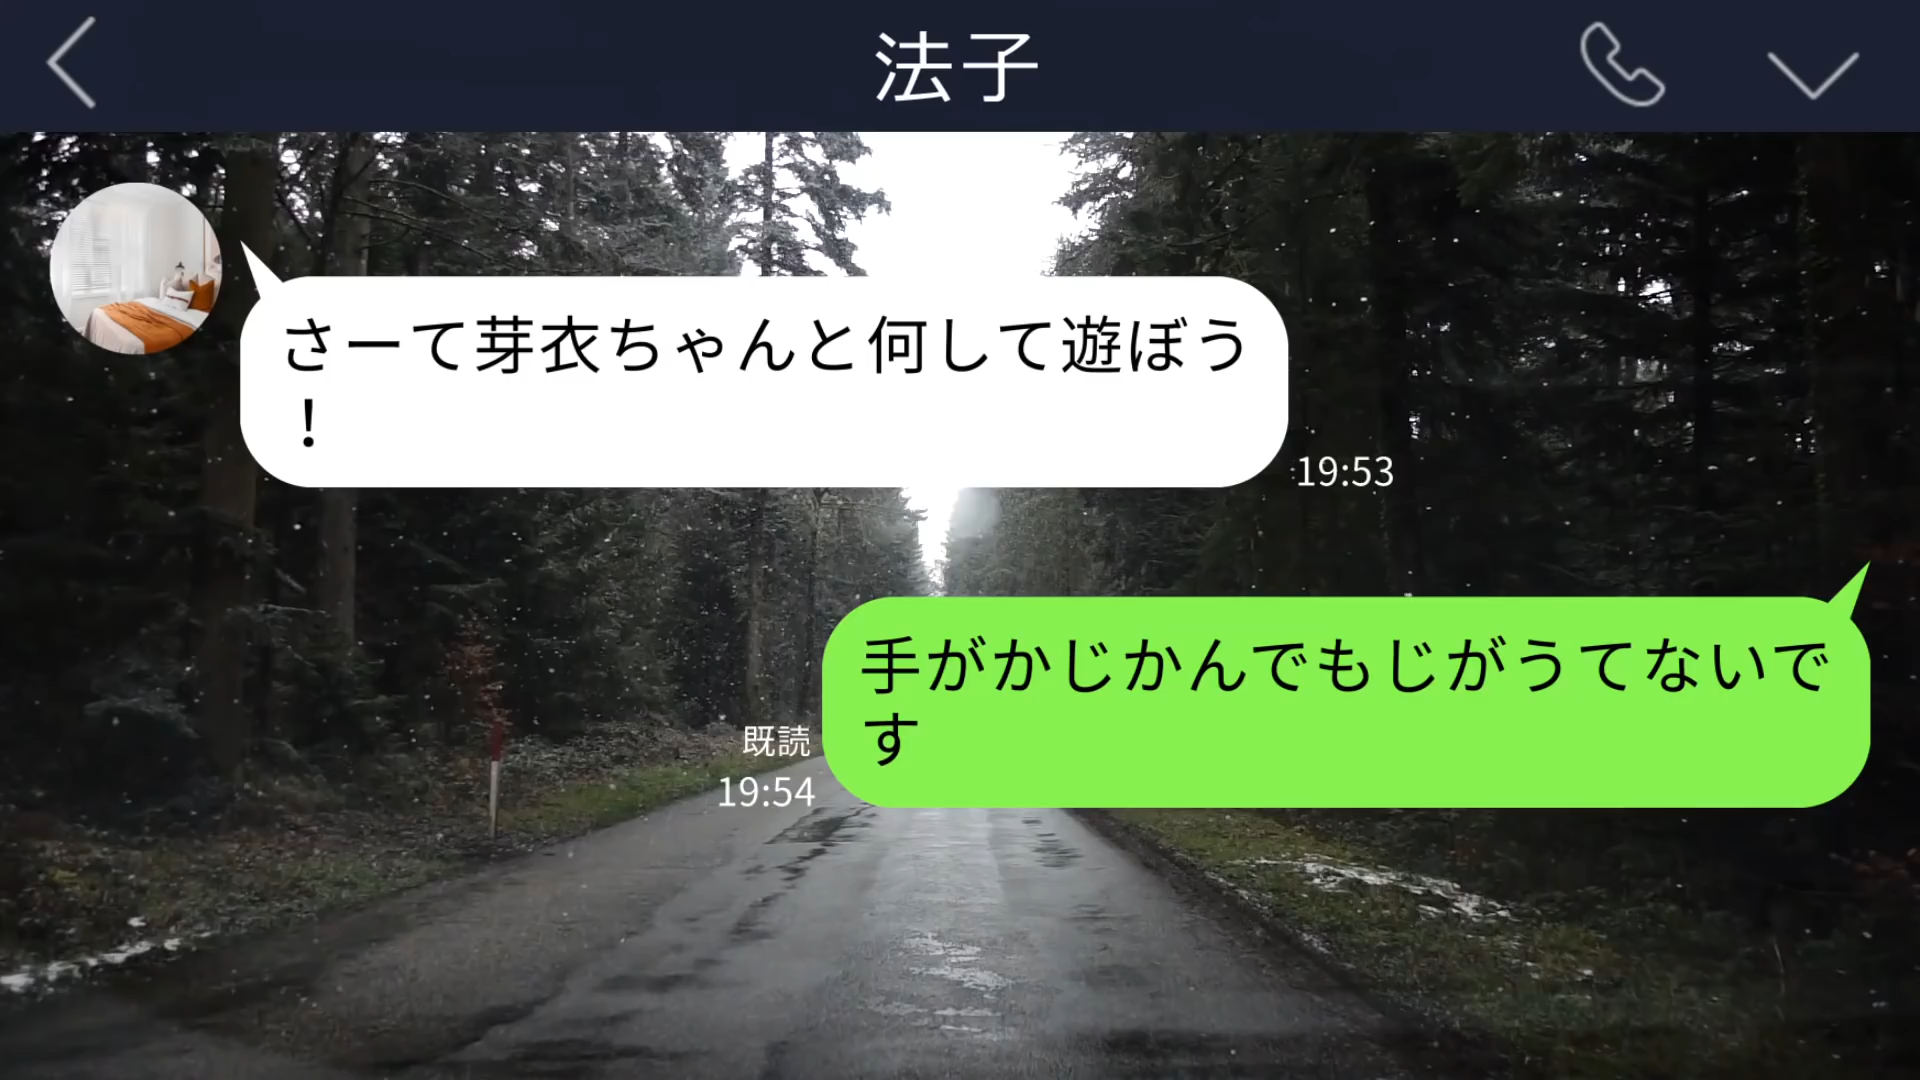 法子
さーて芽衣ちゃんと何して遊ぼう
！
19:53
手がかじかんでもじがうてないで
す
既読
19:54